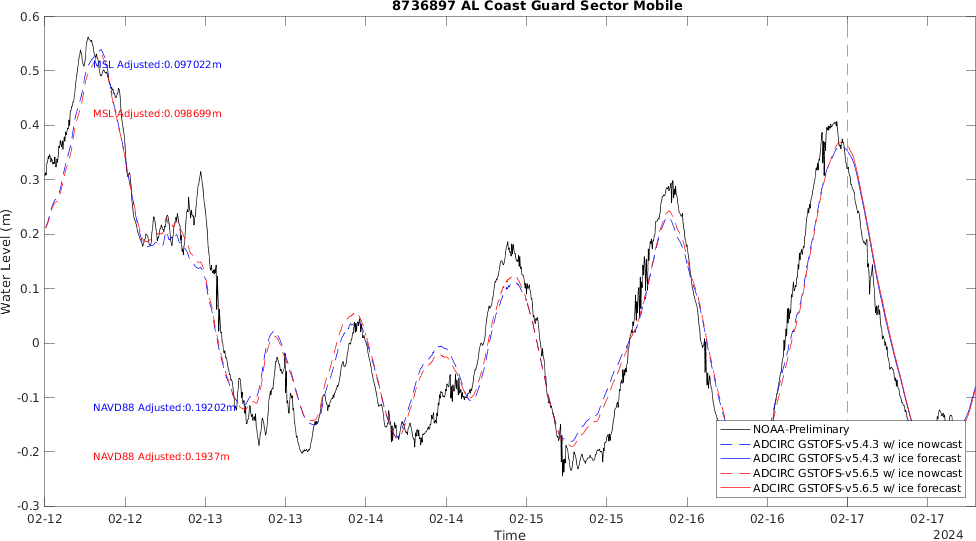 8736897 AL Coast Guard Sector Mobile
0.6
0.5
0.4
0.3
0.2
0.1
0
-0.1
-0.2
-0.3
Water Level (m)
MSL Adjusted:0.097022m
MSL Adjusted:0.098699m
NAVD88 Adjusted:0.19202m
NAVD88 Adjusted:0.1937m
NOAA-Preliminary
ADCIRC GSTOFS-v5.4.3 w/ ice nowcast
ADCIRC GSTOFS-v5.4.3 w/ ice forecast
ADCIRC GSTOFS-v5.6.5 w/ ice nowcast
ADCIRC GSTOFS-v5.6.5 w/ ice forecast
02-12 02-12 02-13 02-13 02-14 02-14 02-15 02-15 02-16 02-16 02-17 02-17
Time
2024